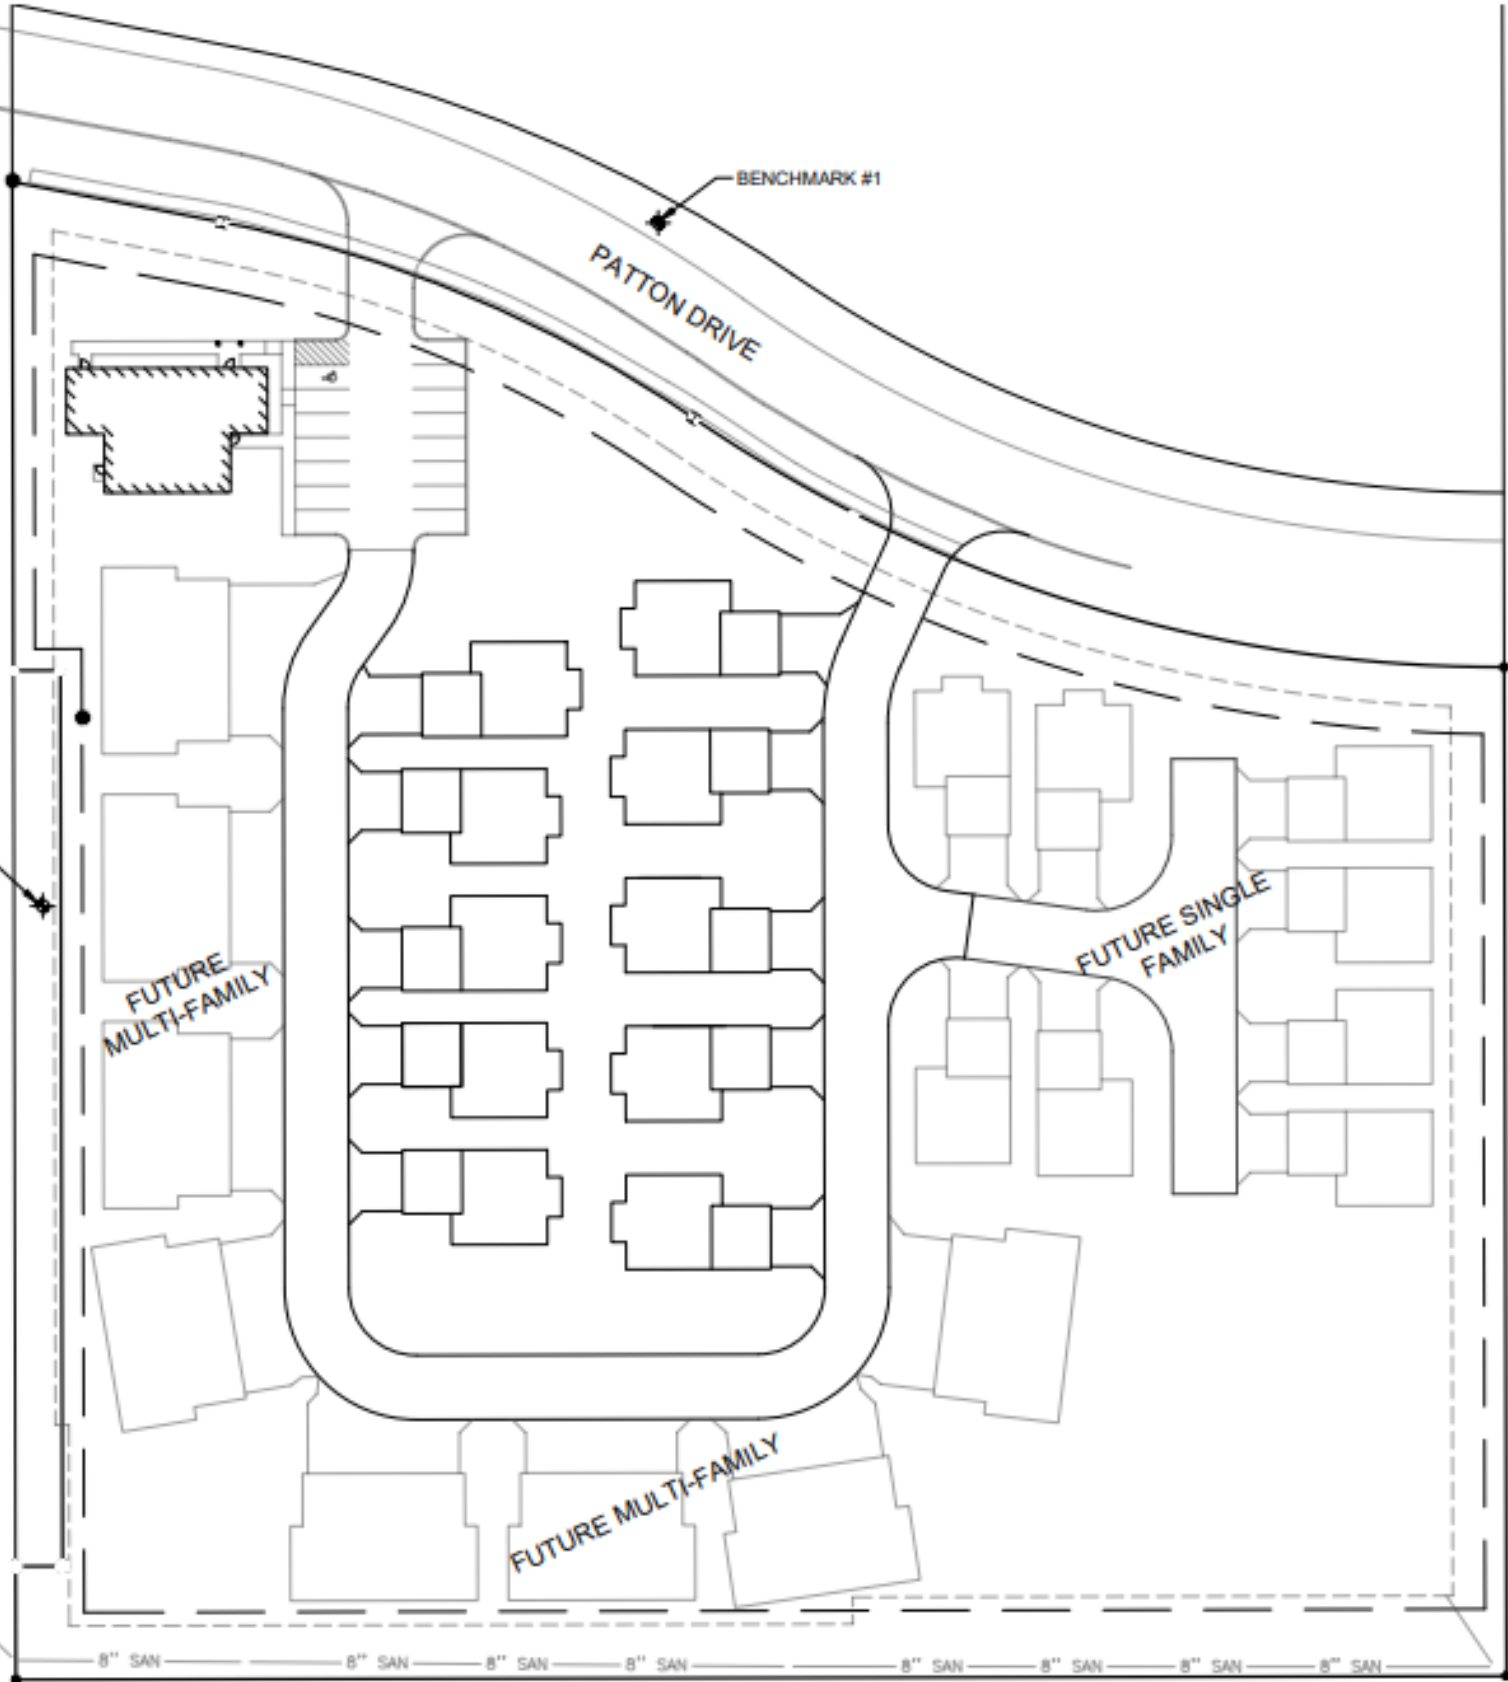 BENCHMARK #1
PATTON DRIVE
FUTURE SINGLE
FAMILY
FUTURE
MULTI-FAMILY
FUTURE MULTI-FAMILY
8'' SAN
8'' SAN
8'' SAN
8'' SAN
8'' SAN
8'' SAN
8'' SAN
8'' SAN